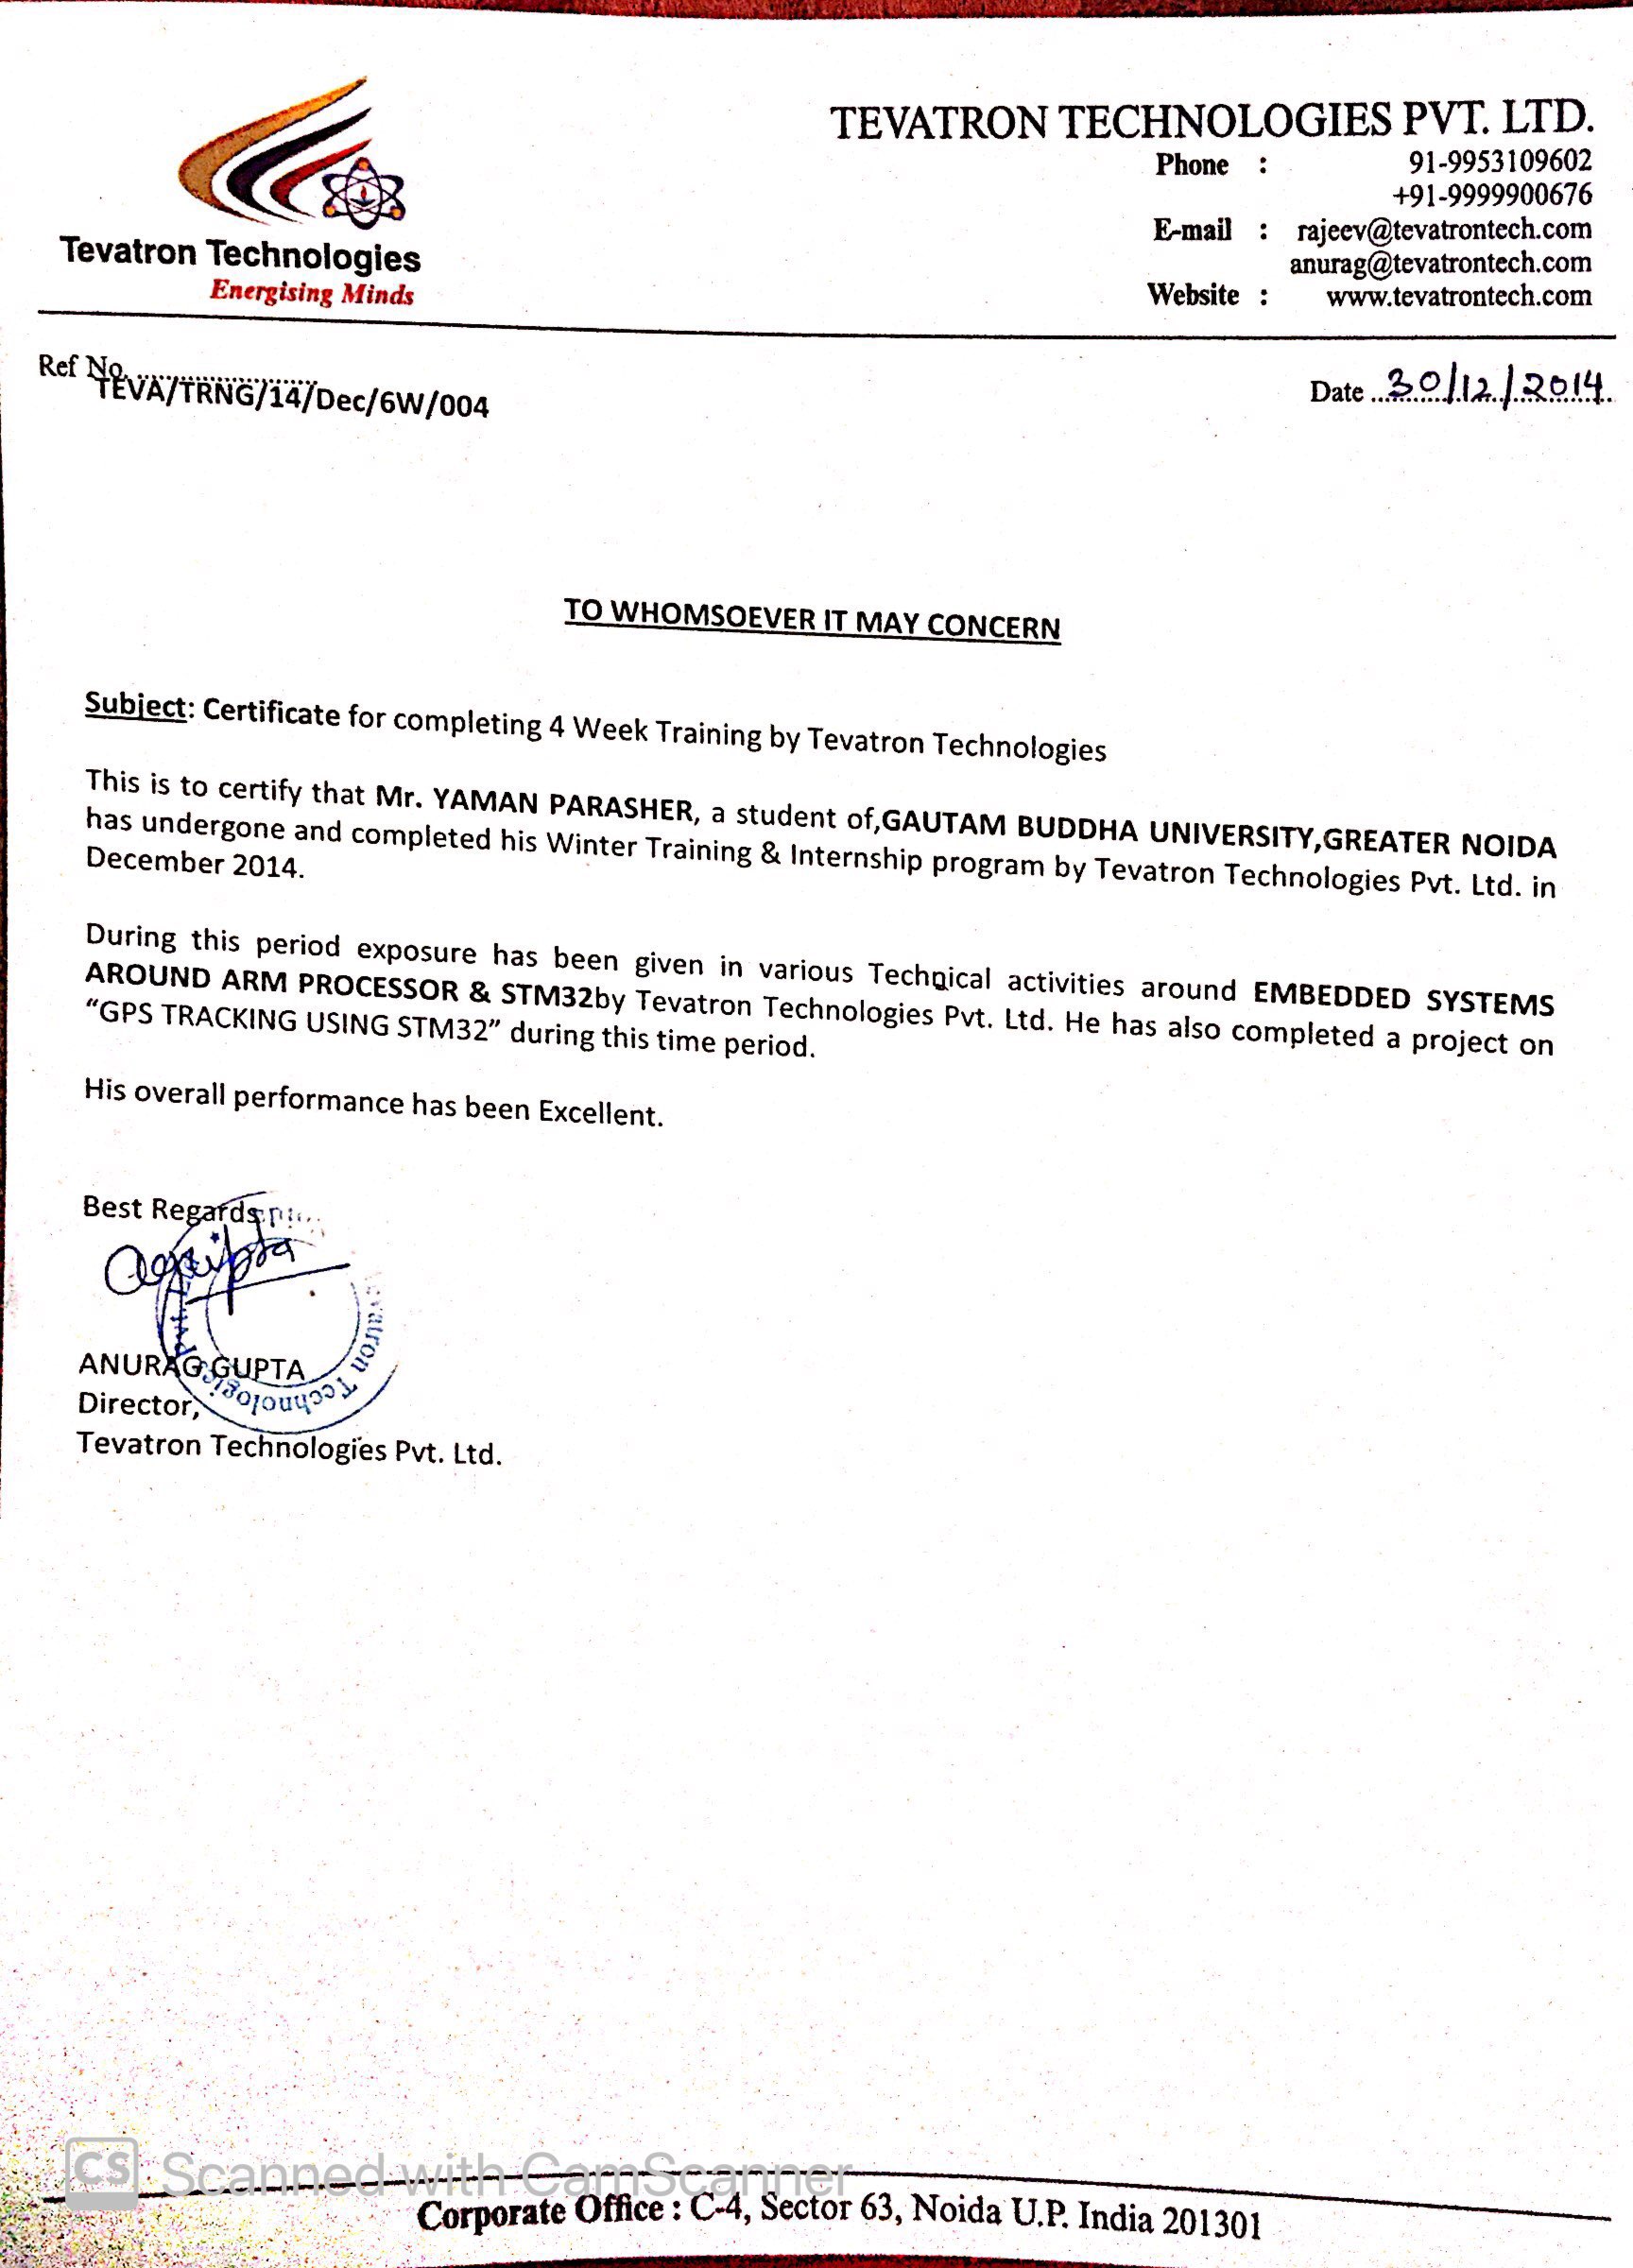 TEVATRON TECHNOLOGIES PVT. LTD.
Phone : 91-9953109602
+91-9999900676
E-mail : rajeev@tevatrontech.com
anurag@tevatrontech.com
Website : www.tevatrontech.com
Tevatron Technologies
Energising Minds
Ref No. ........................
TEVA/TRNG/14/Dec/6W/004
Date ..30/12/2014..
TO WHOMSOEVER IT MAY CONCERN
Subject: Certificate for completing 4 Week Training by Tevatron Technologies
This is to certify that Mr. YAMAN PARASHER, a student of,GAUTAM BUDDHA UNIVERSITY,GREATER NOIDA
has undergone and completed his Winter Training & Internship program by Tevatron Technologies Pvt. Ltd. in
December 2014.
During this period exposure has been given in various Technical activities around EMBEDDED SYSTEMS
AROUND ARM PROCESSOR & STM32by Tevatron Technologies Pvt. Ltd. He has also completed a project on
“GPS TRACKING USING STM32” during this time period.
His overall performance has been Excellent.
Best Regards
agupta
Tevatron Technologies
ANURAG GUPTA
Director,
Tevatron Technologies Pvt. Ltd.
CS Scanned with CamScanner
Corporate Office : C-4, Sector 63, Noida U.P. India 201301